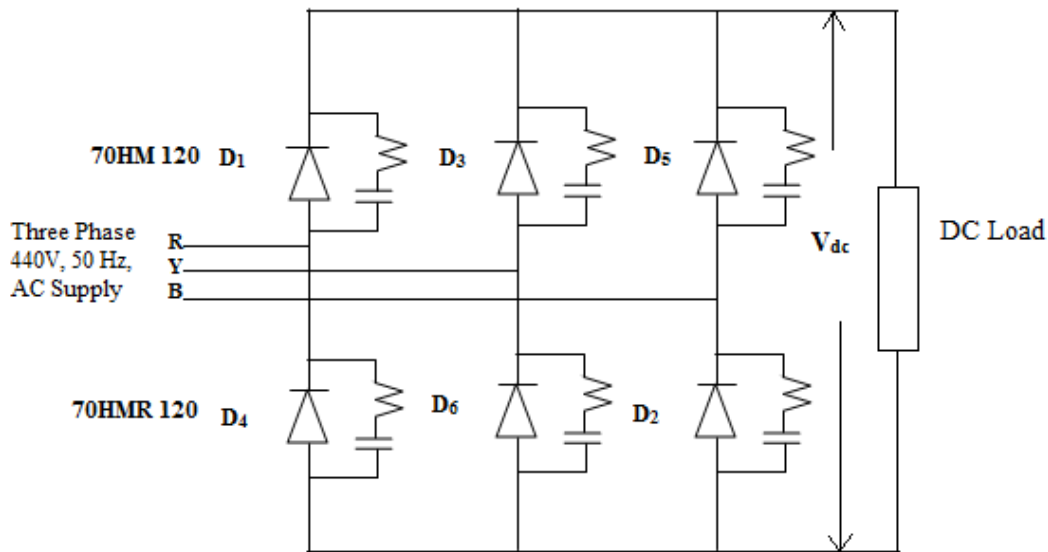 70HM 120 D1
D3
D5
Three Phase
440V, 50 Hz,
AC Supply
R
Y
B
Vdc
DC Load
70HMR 120 D4
D6
D2